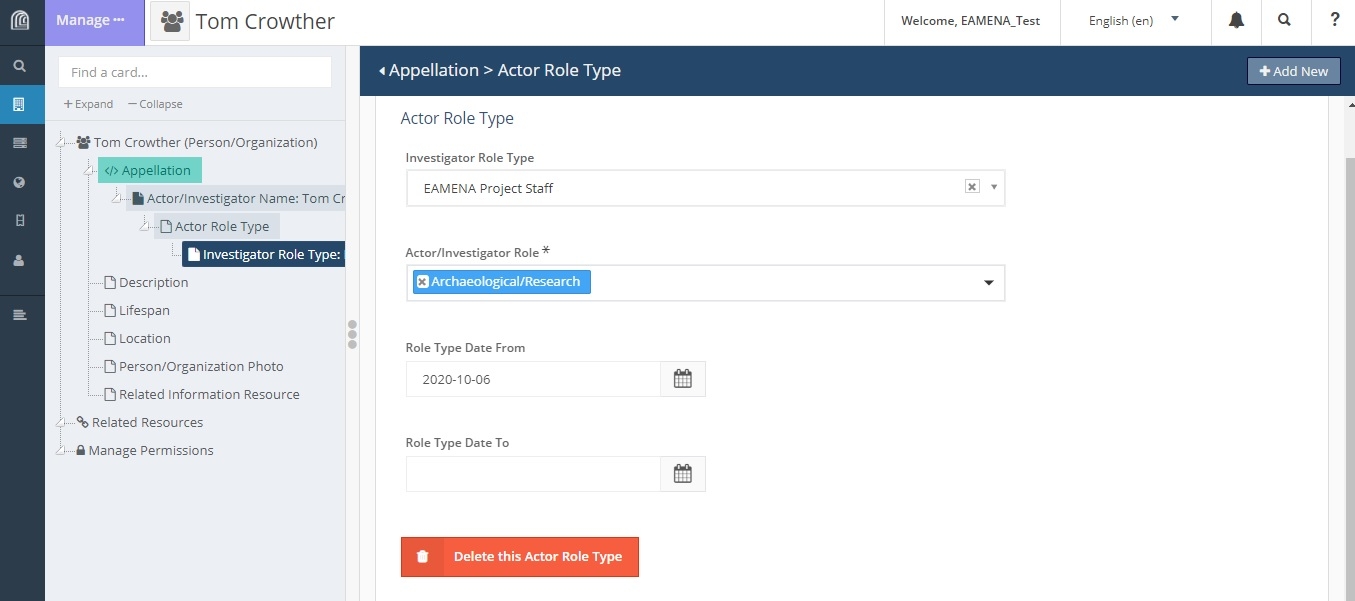 Manage
Tom Crowther
Welcome, EAMENA_Test
English (en)
?
Find a card...
+ Expand — Collapse
Tom Crowther (Person/Organization)
</> Appellation
Actor/Investigator Name: Tom Cr
Actor Role Type
Investigator Role Type:
Description
Lifespan
Location
Person/Organization Photo
Related Information Resource
Related Resources
Manage Permissions
Appellation > Actor Role Type
+ Add New
Actor Role Type
Investigator Role Type
EAMENA Project Staff
Actor/Investigator Role *
Archaeological/Research
Role Type Date From
2020-10-06
Role Type Date To
Delete this Actor Role Type